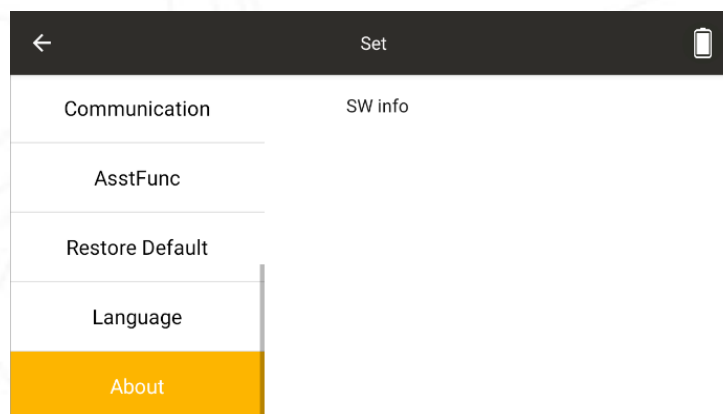 Set
Communication
SW info
AsstFunc
Restore Default
Language
About